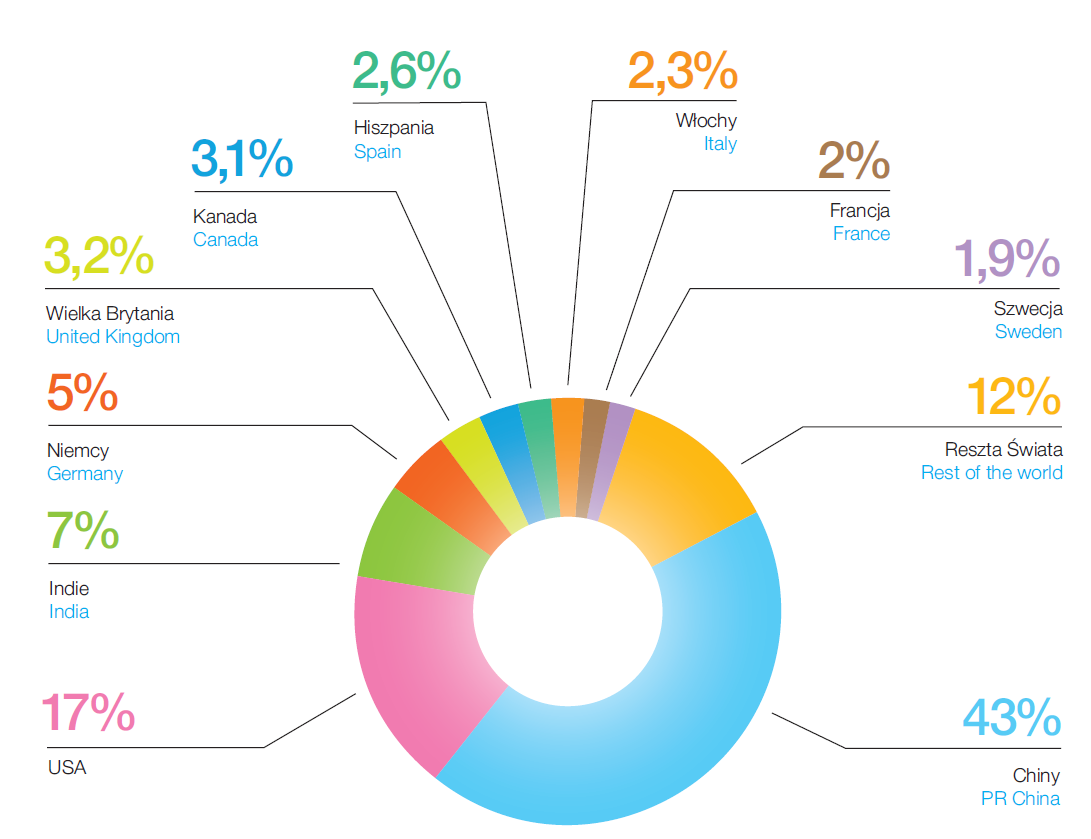 2,6%
Hiszpania
Spain
2,3%
Włochy
Italy
3,1%
Kanada
Canada
2%
Francja
France
3,2%
Wielka Brytania
United Kingdom
1,9%
Szwecja
Sweden
5%
Niemcy
Germany
12%
Reszta Świata
Rest of the world
7%
Indie
India
17%
USA
43%
Chiny
PR China